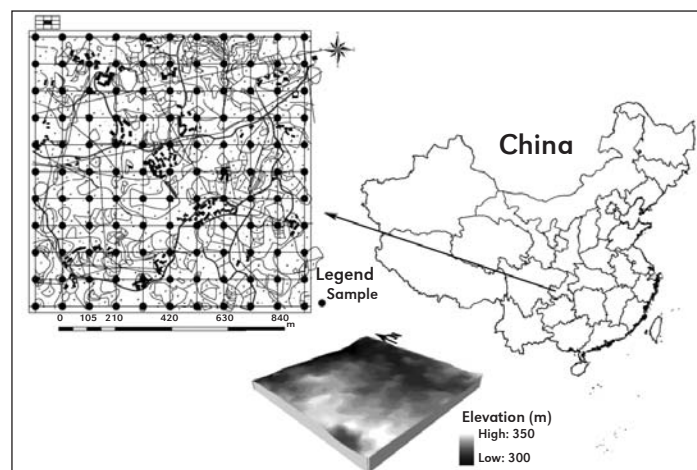 China
Legend
Sample
0 105 210 420 630 840
m
Elevation (m)
High: 350
Low: 300